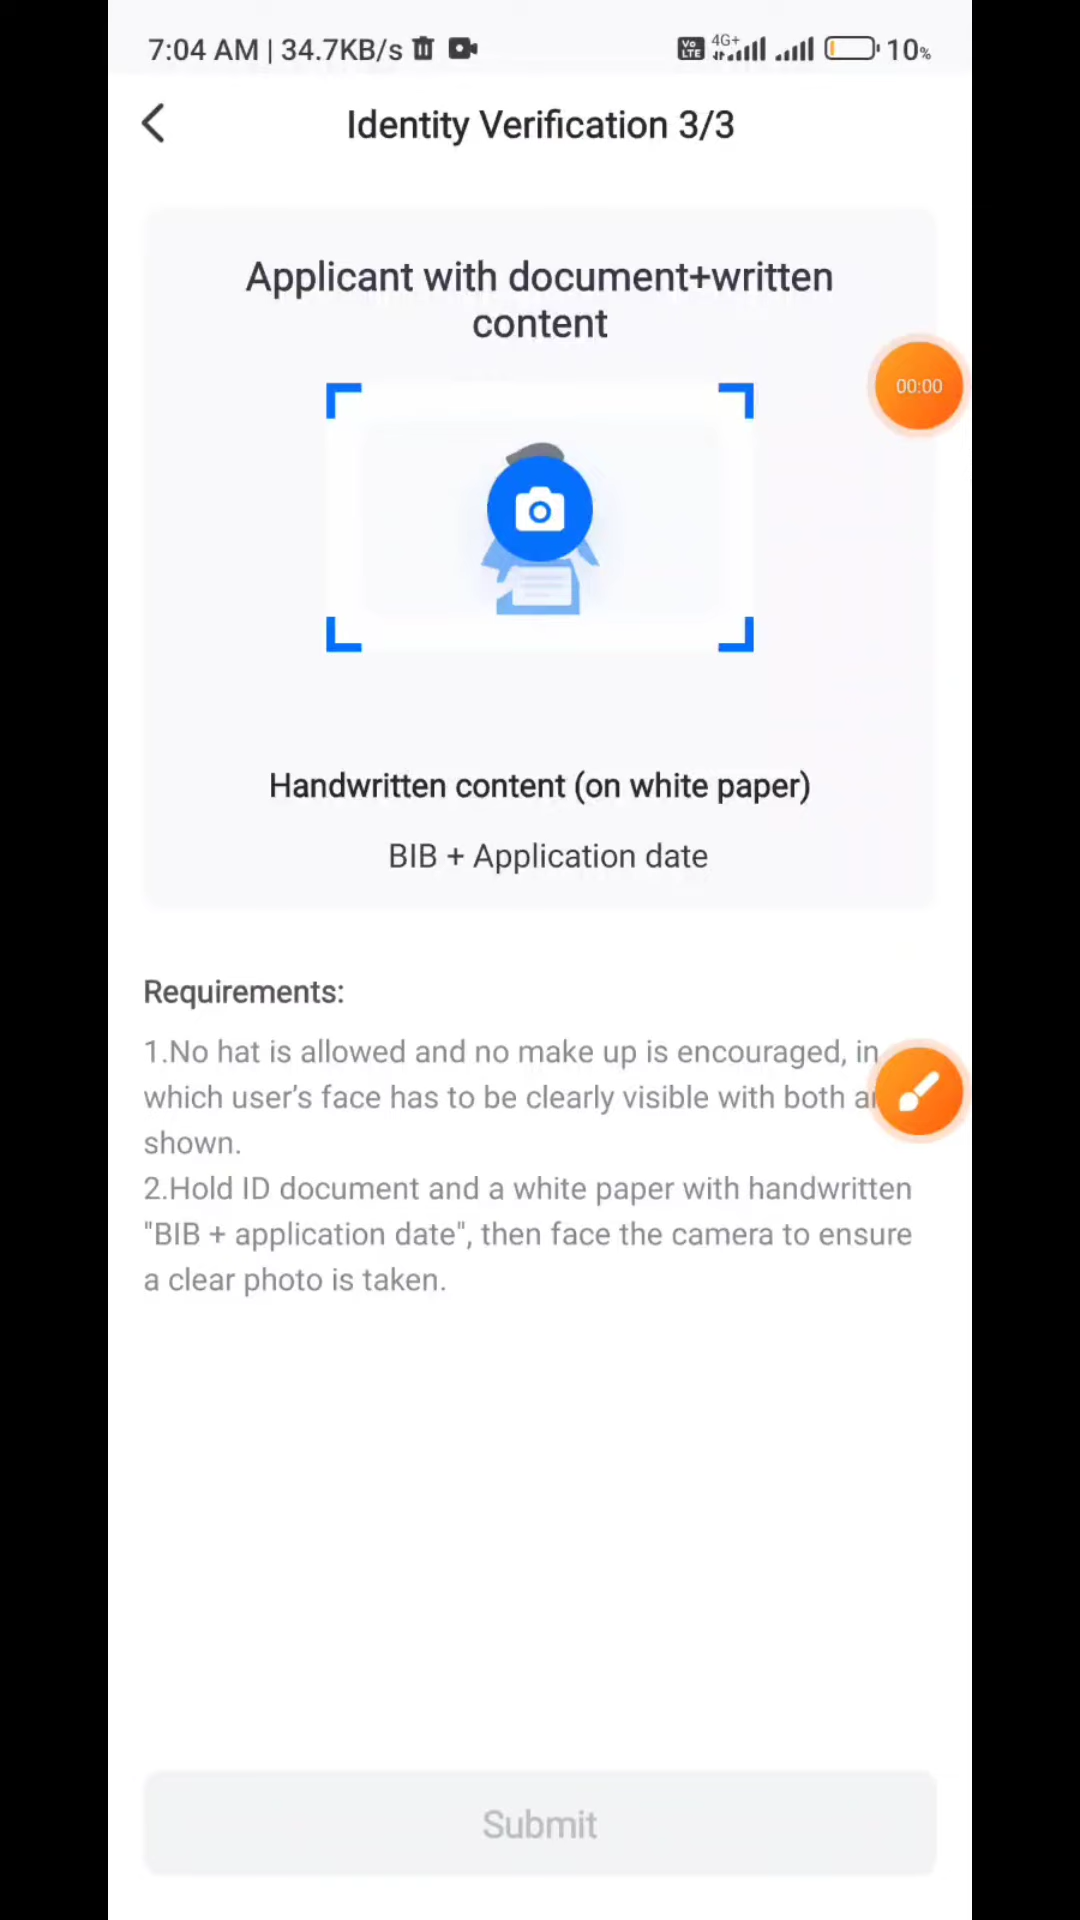 7:04 AM | 34.7KB/s Vo LTE 4G+ 10%
Identity Verification 3/3
Applicant with document+written
content
00:00
Handwritten content (on white paper)
BIB + Application date
Requirements:
1.No hat is allowed and no make up is encouraged, in
which user's face has to be clearly visible with both
shown.
2.Hold ID document and a white paper with handwritten
"BIB + application date", then face the camera to ensure
a clear photo is taken.
Submit